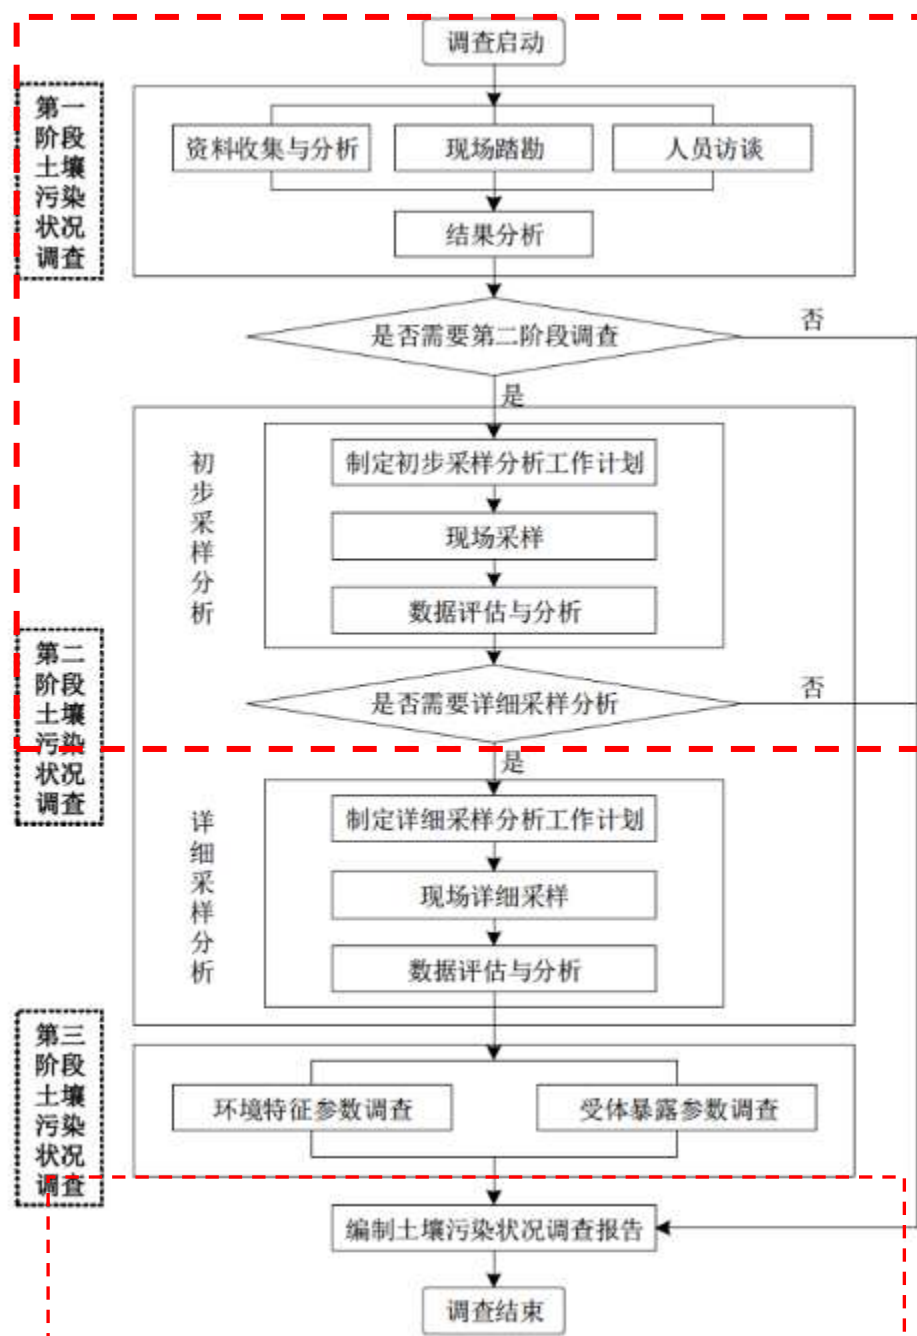 调查启动
第一
阶段
土壤
污染
状况
调查
资料收集与分析
现场踏勘
人员访谈
结果分析
是否需要第二阶段调查
否
是
初
步
采
样
分
析
制定初步采样分析工作计划
现场采样
数据评估与分析
第二
阶段
土壤
污染
状况
调查
是否需要详细采样分析
否
是
详
细
采
样
分
析
制定详细采样分析工作计划
现场详细采样
数据评估与分析
第三
阶段
土壤
污染
状况
调查
环境特征参数调查
受体暴露参数调查
编制土壤污染状况调查报告
调查结束